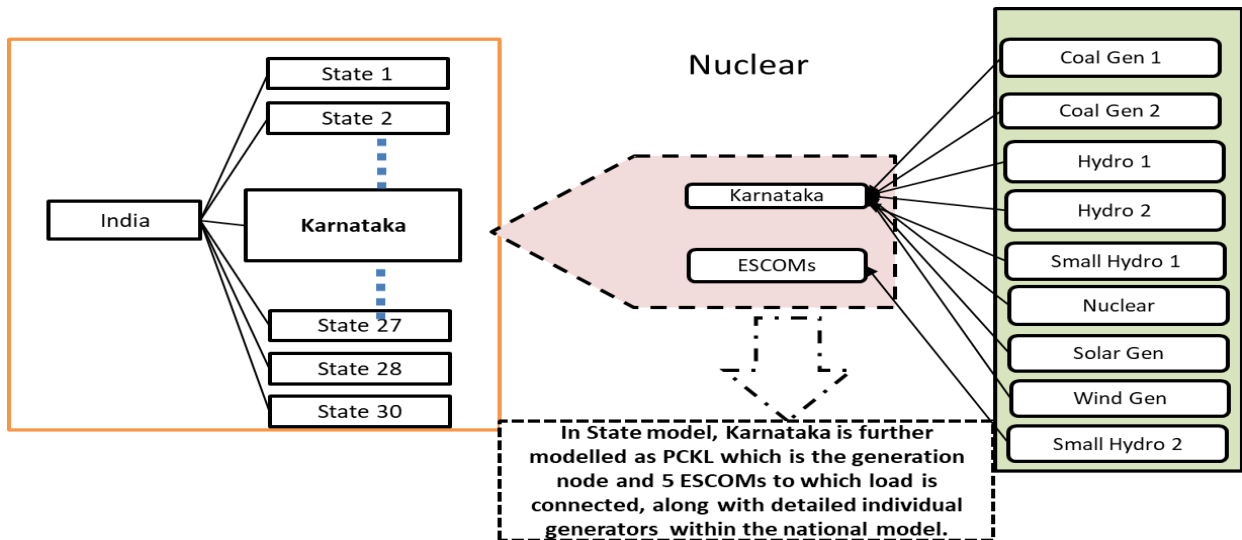 State 1
State 2
India
Karnataka
State 27
State 28
State 30
Nuclear
Karnataka
ESCOMs
In State model, Karnataka is further
modelled as PCKL which is the generation
node and 5 ESCOMs to which load is
connected, along with detailed individual
generators within the national model.
Coal Gen 1
Coal Gen 2
Hydro 1
Hydro 2
Small Hydro 1
Nuclear
Solar Gen
Wind Gen
Small Hydro 2